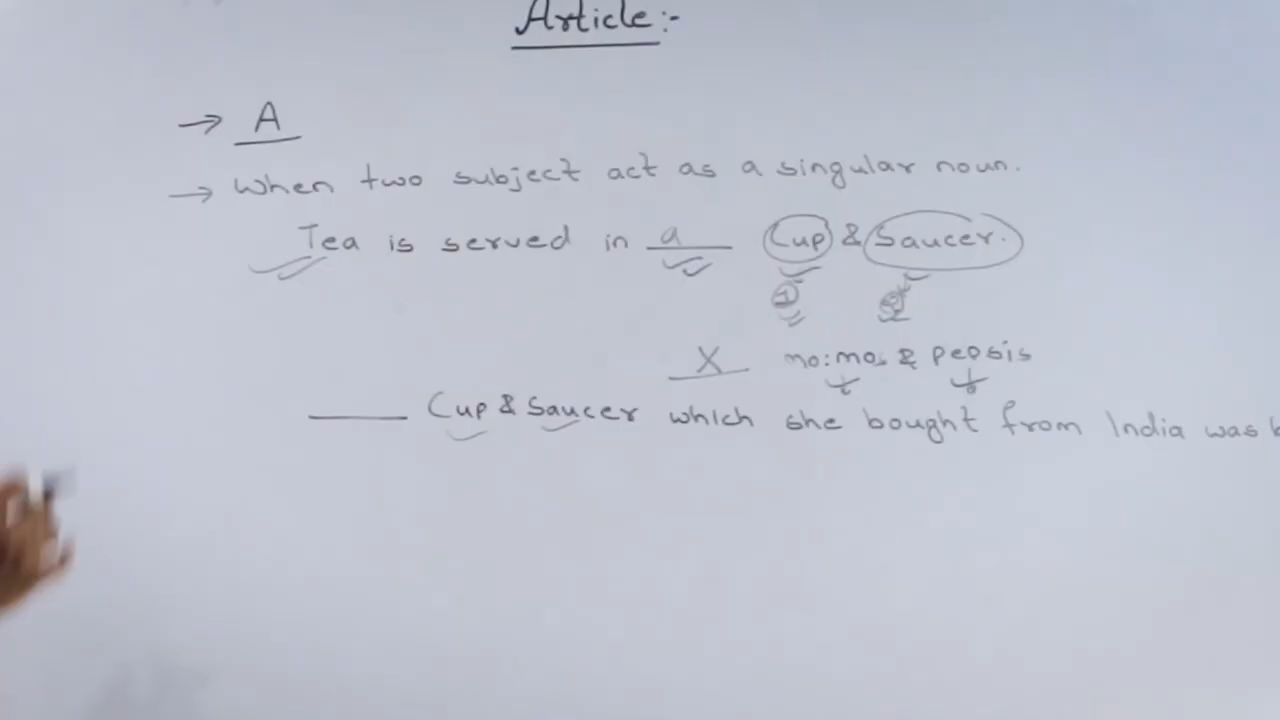 Article:-
→ A
→ When two subject act as a singular noun.
Tea is served in a Cup & Saucer.
X mo:mos & pepsis
Cup & Saucer which she bought from India was